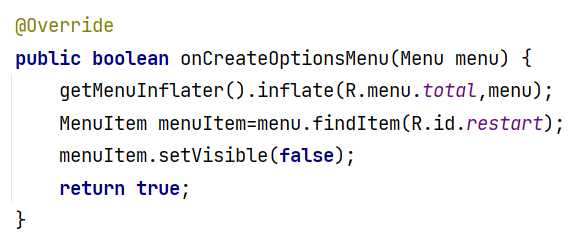 @Override
public boolean onCreateOptionsMenu(Menu menu) {
    getMenuInflater().inflate(R.menu.total,menu);
    MenuItem menuItem=menu.findItem(R.id.restart);
    menuItem.setVisible(false);
    return true;
}